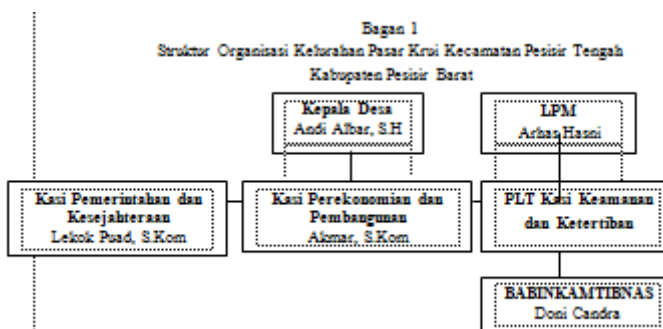 Bagan 1
Struktur Organisasi Kelurahan Pasar Krui Kecamatan Pesisir Tengah
Kabupaten Pesisir Barat
Kepala Desa
Andi Albar, S.H
LPM
Arhas Hasni
Kasi Pemerintahan dan
Kesejahteraan
Lekok Puad, S.Kom
Kasi Perekonomian dan
Pembangunan
Akmar, S.Kom
PLT Kasi Keamanan
dan Ketertiban
BABINKAMTIBNAS
Doni Candra